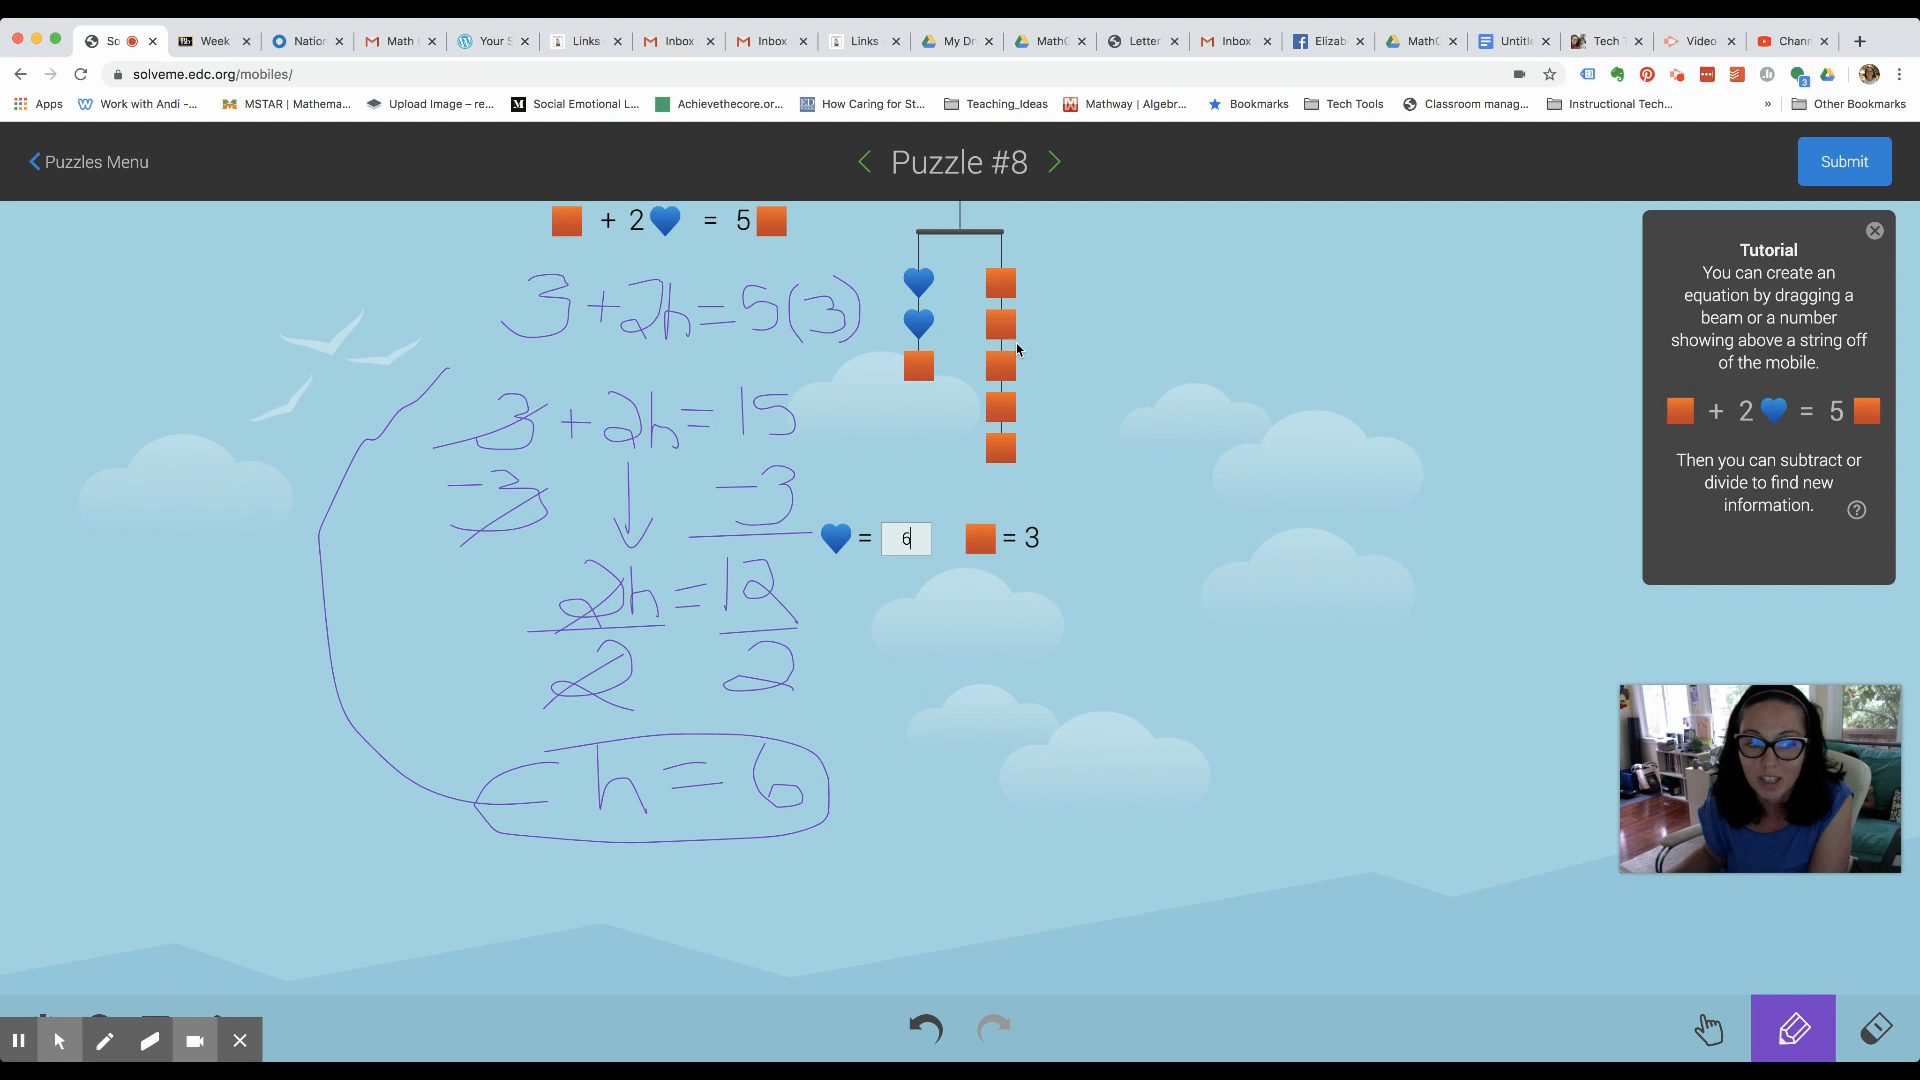 So
Week
Nation
Math (
Your S
Links
Inbox
Inbox
Links
My Dr
MathG
Letter
Inbox
Elizab
MathC
Untitle
Tech T
Video
Chann
solveme.edc.org/mobiles/
Apps
Work with Andi -...
MSTAR | Mathema...
Upload Image – re...
Social Emotional L...
Achievethecore.or...
How Caring for St...
Teaching_Ideas
Mathway | Algebr...
Bookmarks
Tech Tools
Classroom manag...
Instructional Tech...
»
Other Bookmarks
Puzzles Menu
Puzzle #8
Submit
+ 2 = 5
3 + 2h = 5(3)
3 + 2h = 15
-3 -3
2h = 12
2 2
h = 6
= 6 = 3
Tutorial
You can create an
equation by dragging a
beam or a number
showing above a string off
of the mobile.
+ 2 = 5
Then you can subtract or
divide to find new
information.